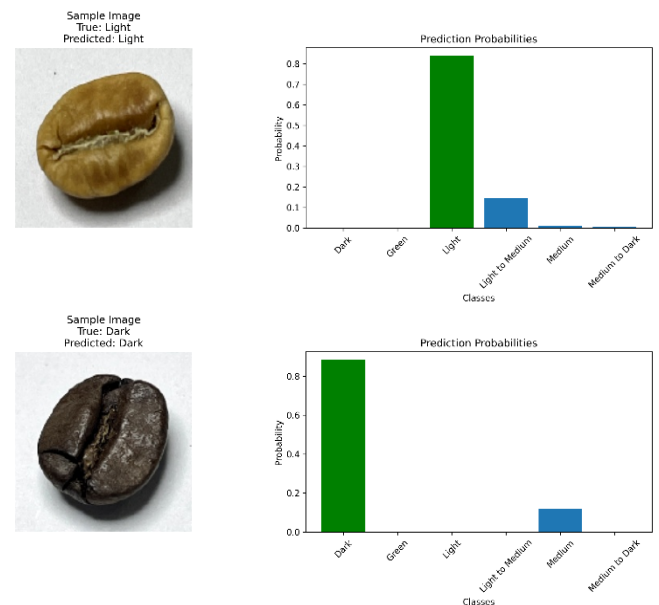 Sample Image
True: Light
Predicted: Light
Prediction Probabilities
Probability
0.8
0.7
0.6
0.5
0.4
0.3
0.2
0.1
0.0
Dark
Green
Light
Light to Medium
Medium
Medium to Dark
Classes
Sample Image
True: Dark
Predicted: Dark
Prediction Probabilities
Probability
0.8
0.6
0.4
0.2
0.0
Dark
Green
Light
Light to Medium
Medium
Medium to Dark
Classes